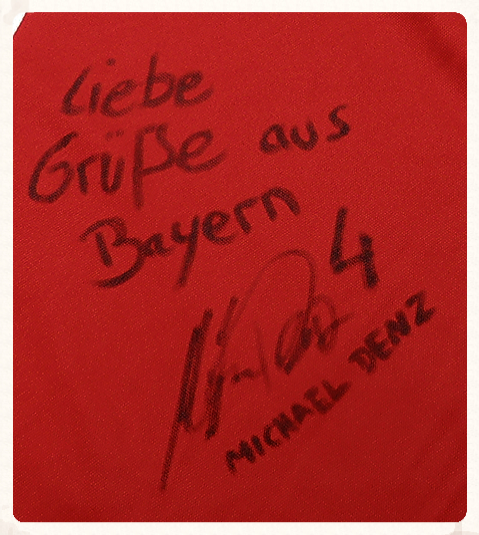 liebe
Grüße aus
Bayern
4
MICHAEL DENZ